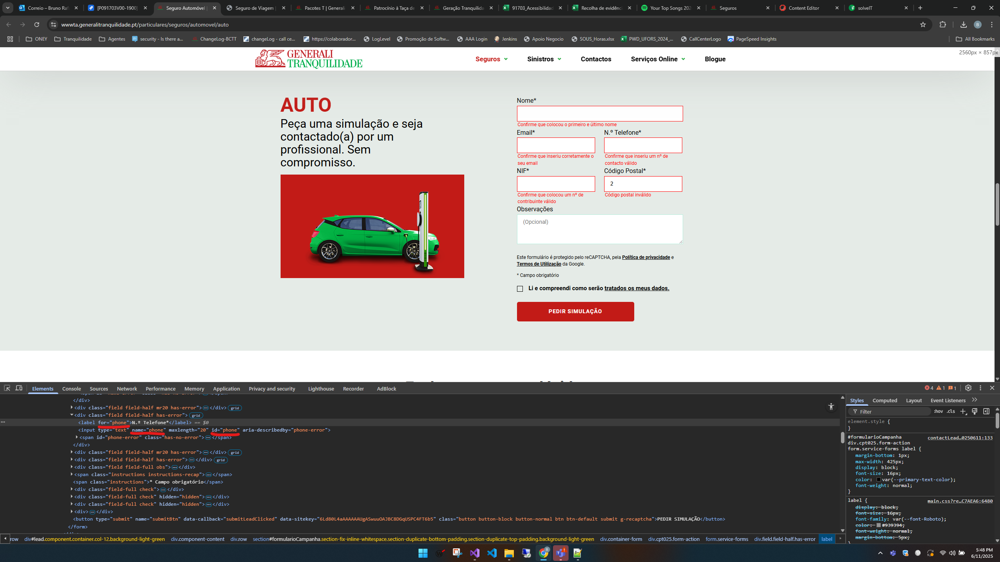 Correio – Bruno Rafa
[P091703V00-1900]
Seguro Automóvel |
Seguro de Viagem |
Pacotes T | Generali
Patrocínio à Taça de
Geração Tranquilida
91703_Acessibilidad
Recolha de evidênci
Your Top Songs 202
Seguros
Content Editor
solveIT
wwwta.generalitranquilidade.pt/particulares/seguros/automovel/auto
B
ONEY
Tranquilidade
Agentes
security - Is there a...
ChangeLog-BCTT
changeLog - call ce...
https://colaborador...
LogLevel
Promoção de Softw...
AAA Login
Jenkins
Apoio Negocio
SOUS_Horas.xlsx
PWD_UFORS_2024_...
CallCenterLogo
PageSpeed Insights
All Bookmarks
GENERALI
TRANQUILIDADE
Seguros
Sinistros
Contactos
Serviços Online
Blogue
2560px × 857px
AUTO
Peça uma simulação e seja
contactado(a) por um
profissional. Sem
compromisso.
Nome*
Confirme que colocou o primeiro e último nome
Email*
N.º Telefone*
Confirme que inseriu corretamente o
seu email
Confirme que inseriu um nº de
contacto válido
NIF*
Código Postal*
2
Confirme que colocou um nº de
contribuinte válido
Código postal inválido
Observações
(Opcional)
Este formulário é protegido pelo reCAPTCHA, pela Política de privacidade e
Termos de Utilização da Google.
* Campo obrigatório
Li e compreendi como serão tratados os meus dados.
PEDIR SIMULAÇÃO
Elements
Console
Sources
Network
Performance
Memory
Application
Privacy and security
Lighthouse
Recorder
AdBlock
4
1
1
</div>
<div class="field field-half mr20 has-error">…</div> grid
<div class="field field-half has-error"> grid
<label for="phone">N.º Telefone*</label> == $0
<input type="text" name="phone" maxlength="20" id="phone" aria-describedby="phone-error">
<span id="phone-error" class="has-no-error">…</span>
</div>
<div class="field field-half mr20 has-error">…</div> grid
<div class="field field-half has-error">…</div> grid
<div class="field field-full obs">…</div>
<span class="instructions instructions-recap">…</span>
<span class="instructions">* Campo obrigatório</span>
<div class="field-full check">…</div>
<div class="field-full check" hidden="hidden">…</div>
<div class="field-full check" hidden="hidden">…</div>
<div>…</div>
<button type="submit" name="submitBtn" data-callback="submitLeadClicked" data-sitekey="6Ld80L4aAAAAAAUgASwuuOAJBC8DGqUSPC4FT6b5" class="button button-block button-normal btn btn-default submit g-recaptcha">PEDIR SIMULAÇÃO</button>
</form>
row
div#lead.component.container.col-12.background-light-green
div.component-content
div.row
section#formularioCampanha.section-fix-inline-whitespace.section-duplicate-bottom-padding.section-duplicate-top-padding.background-light-green
div.container-form
div.cpt025.form-action
form.service-forms
div.field.field-half.has-error
label
Styles
Computed
Layout
Event Listeners
Filter
:hov .cls
element.style {
}
#formularioCampanha contactLead…0250611:133
div.cpt025.form-action
form.service-forms label {
margin-bottom: 1px;
max-width: 425px;
display: block;
font-size: 16px;
color: var(--primary-text-color);
font-weight: normal;
}
label { main.css?re…C7AEA6:6480
display: block;
font-size: 16px;
font-family: var(--font-Roboto);
color: #939394;
font-weight: normal;
margin-bottom: 5px;
}
5:48 PM
6/11/2025